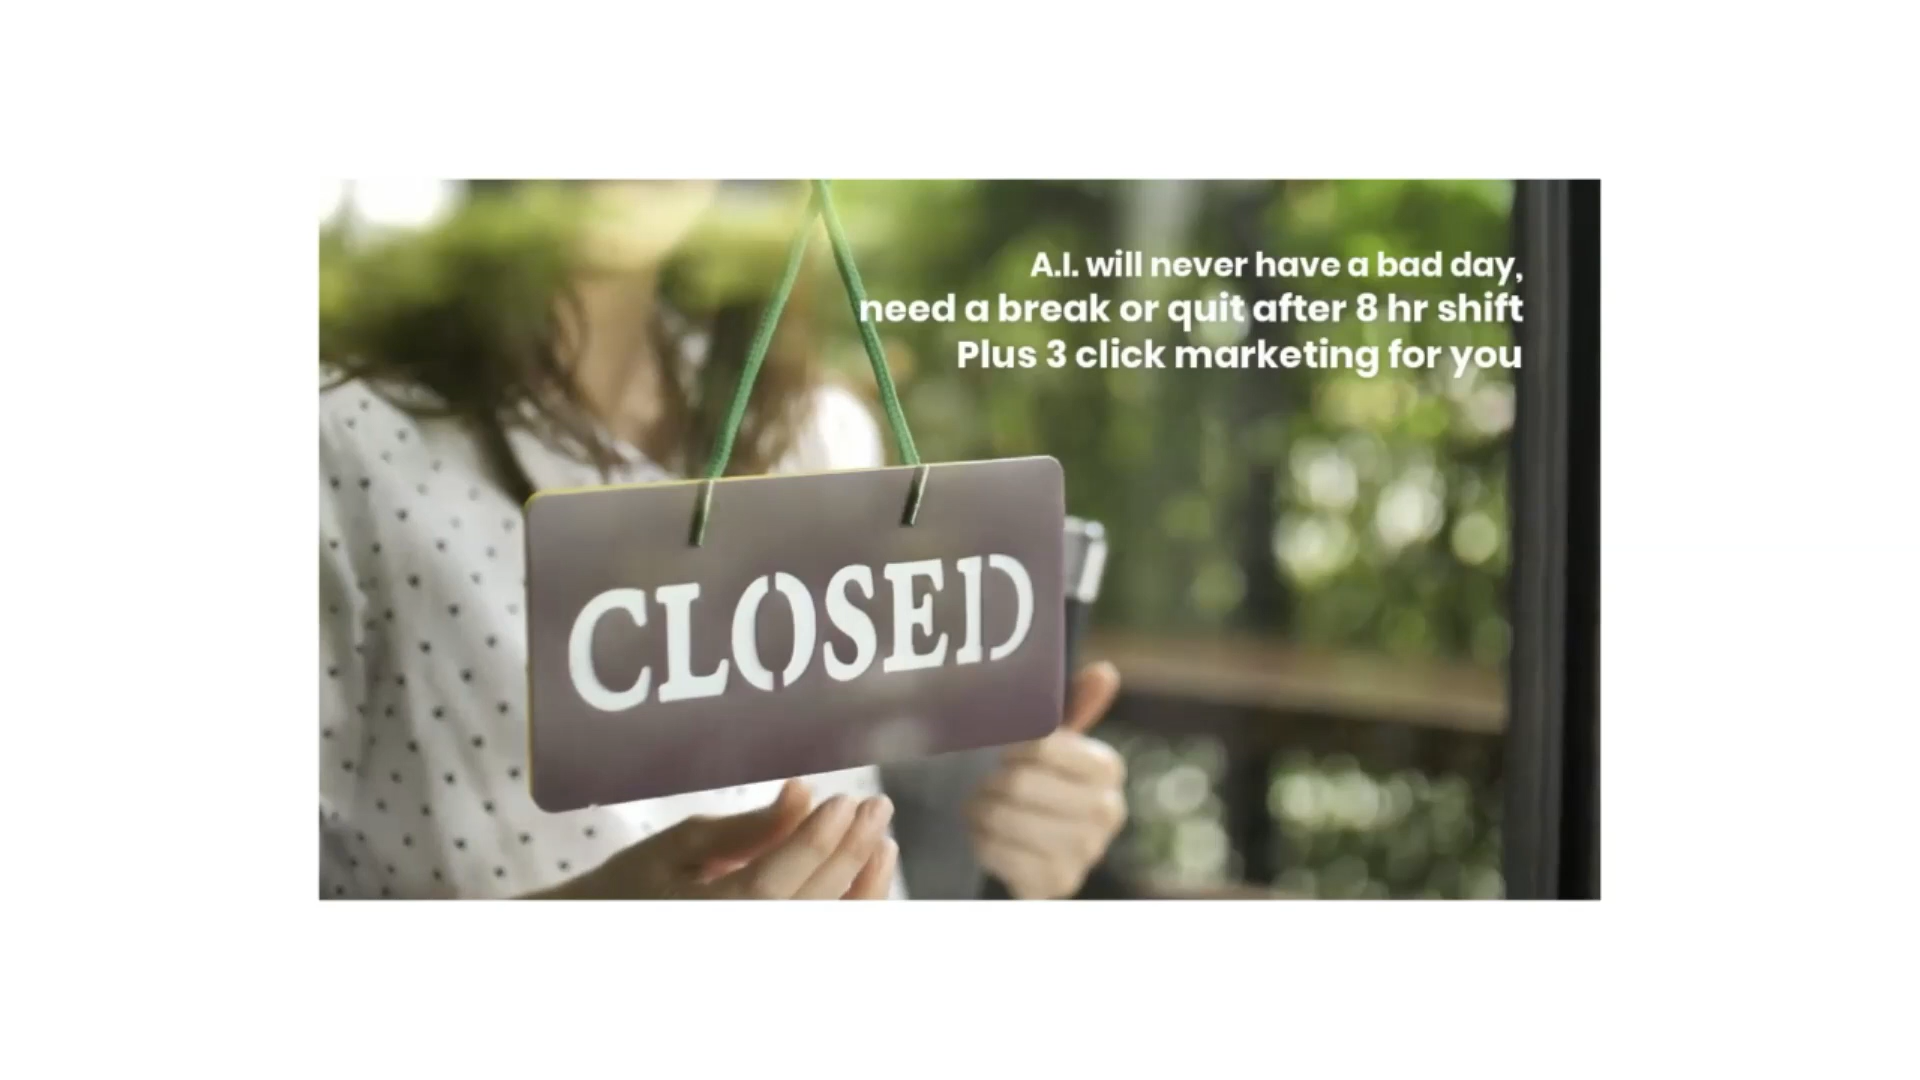 A.I. will never have a bad day,
need a break or quit after 8 hr shift
Plus 3 click marketing for you
CLOSED